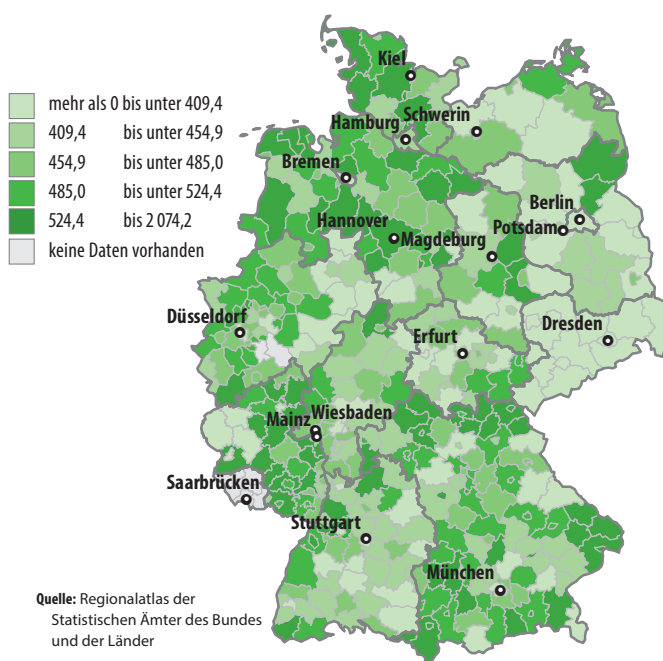 Kiel
mehr als 0 bis unter 409,4
409,4 bis unter 454,9
454,9 bis unter 485,0
485,0 bis unter 524,4
524,4 bis 2 074,2
keine Daten vorhanden
Schwerin
Hamburg
Bremen
Berlin
Hannover
Potsdam
Magdeburg
Düsseldorf
Dresden
Erfurt
Wiesbaden
Mainz
Saarbrücken
Stuttgart
München
Quelle: Regionalatlas der
Statistischen Ämter des Bundes
und der Länder